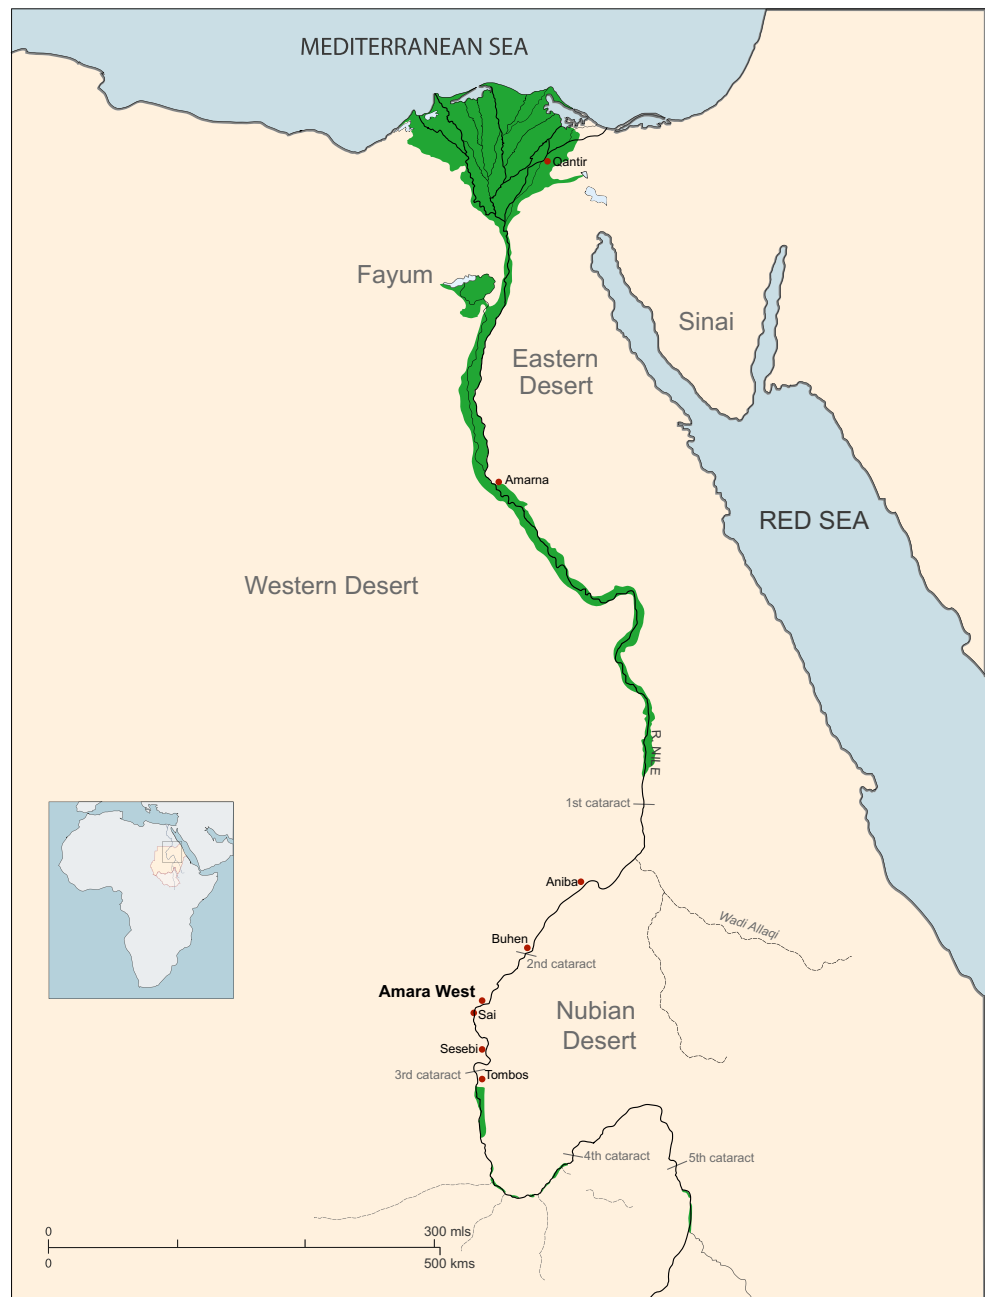 MEDITERRANEAN SEA
Qantir
Fayum
Sinai
Eastern
Desert
Amarna
RED SEA
Western Desert
R. NILE
1st cataract
Aniba
Wadi Allaqi
Buhen
2nd cataract
Amara West
Sai
Nubian
Desert
Sesebi
3rd cataract
Tombos
4th cataract
5th cataract
0
300 mls
0
500 kms